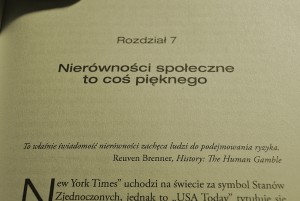 Rozdział 7
Nierówności społeczne
to coś pięknego
To właśnie świadomość nierówności zachęca ludzi do podejmowania ryzyka.
Reuven Brenner, History: The Human Gamble
New York Times” uchodzi na świecie za symbol Stanów
Zjednoczonych, jednak to „USA Today” tytułuje się